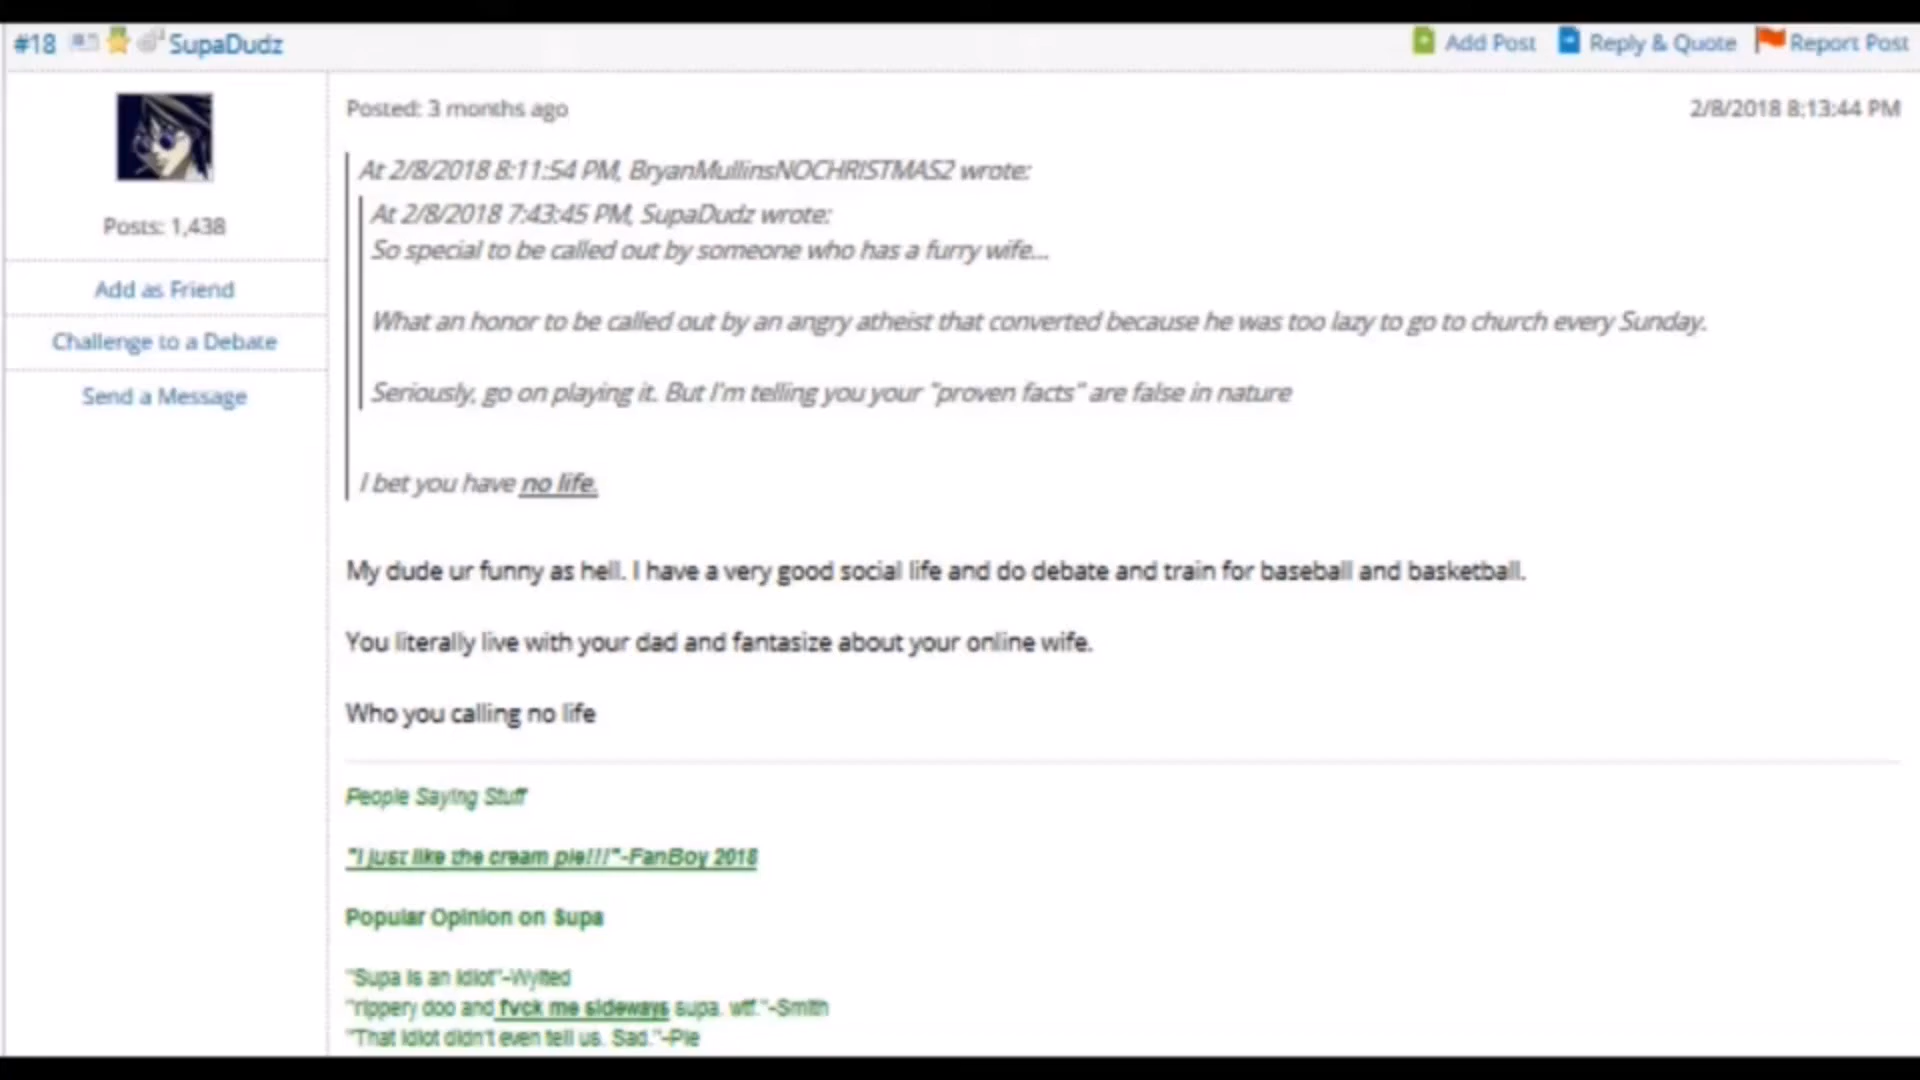 #18 SupaDudz Add Post Reply & Quote Report Post
Posts: 1,438
Add as Friend
Challenge to a Debate
Send a Message
Posted: 3 months ago 2/8/2018 8:13:44 PM
At 2/8/2018 8:11:54 PM, BryanMullinsNOCHRISTMAS2 wrote:
At 2/8/2018 7:43:45 PM, SupaDudz wrote:
So special to be called out by someone who has a furry wife...
What an honor to be called out by an angry atheist that converted because he was too lazy to go to church every Sunday.
Seriously, go on playing it. But I'm telling you your "proven facts" are false in nature
I bet you have no life.
My dude ur funny as hell. I have a very good social life and do debate and train for baseball and basketball.
You literally live with your dad and fantasize about your online wife.
Who you calling no life
People Saying Stuff
"I just like the cream pie!!!"-FanBoy 2018
Popular Opinion on Supa
"Supa is an idiot"-Wylted
"rippery doo and fvck me sideways supa. wtf."-Smith
"That idiot didn't even tell us. Sad."-Pie